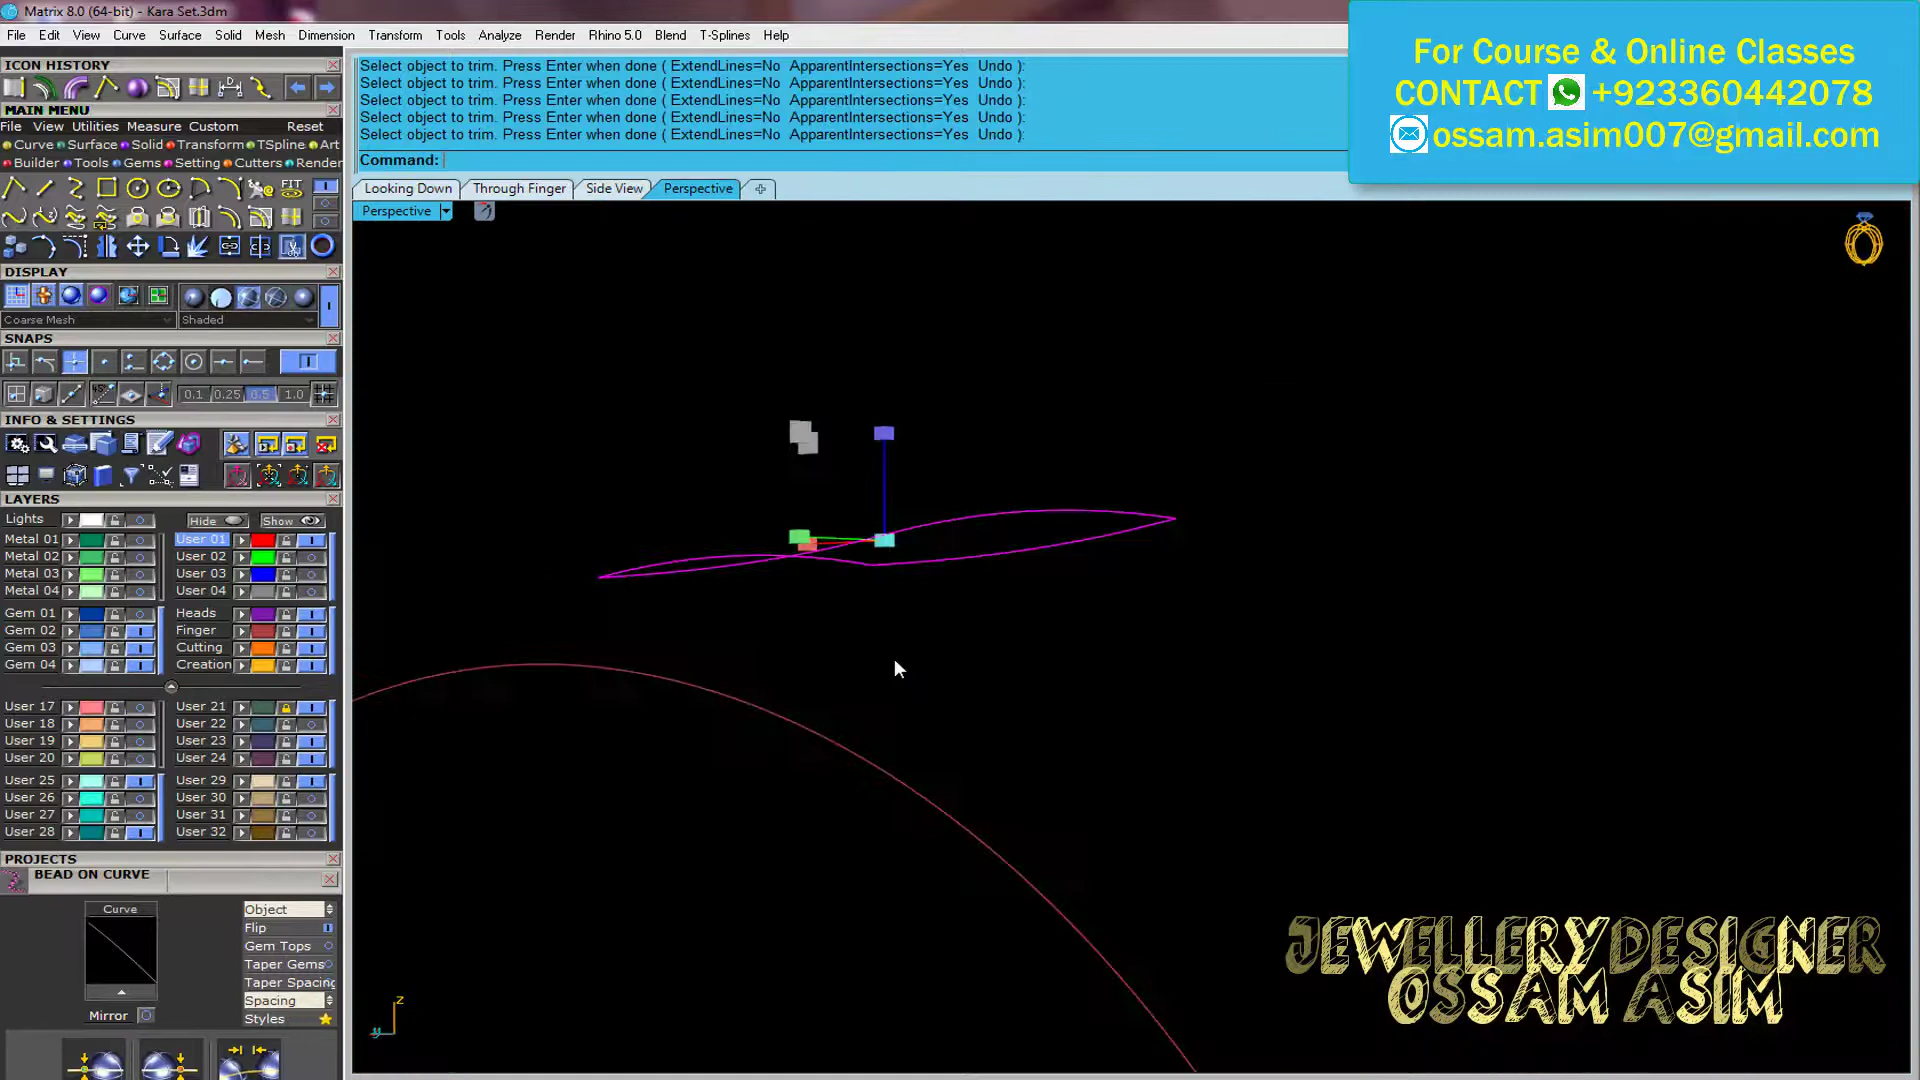 Matrix 8.0 (64-bit) - Kara Set.3dm
File Edit View Curve Surface Solid Mesh Dimension Transform Tools Analyze Render Rhino 5.0 Blend T-Splines Help
For Course & Online Classes
CONTACT +923360442078
ossam.asim007@gmail.com
ICON HISTORY
MAIN MENU
File View Utilities Measure Custom Reset
Curve Surface Solid Transform TSpline Art
Builder Tools Gems Setting Cutters Render
FIT
DISPLAY
Coarse Mesh Shaded
SNAPS
0.1 0.25 0.5 1.0
INFO & SETTINGS
LAYERS
Lights Hide Show
Metal 01 User 01
Metal 02 User 02
Metal 03 User 03
Metal 04 User 04
Gem 01 Heads
Gem 02 Finger
Gem 03 Cutting
Gem 04 Creation
User 17 User 21
User 18 User 22
User 19 User 23
User 20 User 24
User 25 User 29
User 26 User 30
User 27 User 31
User 28 User 32
PROJECTS
BEAD ON CURVE
Curve
Object
Flip
Gem Tops
Taper Gems
Taper Spacing
Spacing
Mirror
Styles
Select object to trim. Press Enter when done ( ExtendLines=No ApparentIntersections=Yes Undo ):
Select object to trim. Press Enter when done ( ExtendLines=No ApparentIntersections=Yes Undo ):
Select object to trim. Press Enter when done ( ExtendLines=No ApparentIntersections=Yes Undo ):
Select object to trim. Press Enter when done ( ExtendLines=No ApparentIntersections=Yes Undo ):
Select object to trim. Press Enter when done ( ExtendLines=No ApparentIntersections=Yes Undo ):
Command:
Looking Down Through Finger Side View Perspective
Perspective
z
y
JEWELLERYDESIGNER
OSSAM ASIM